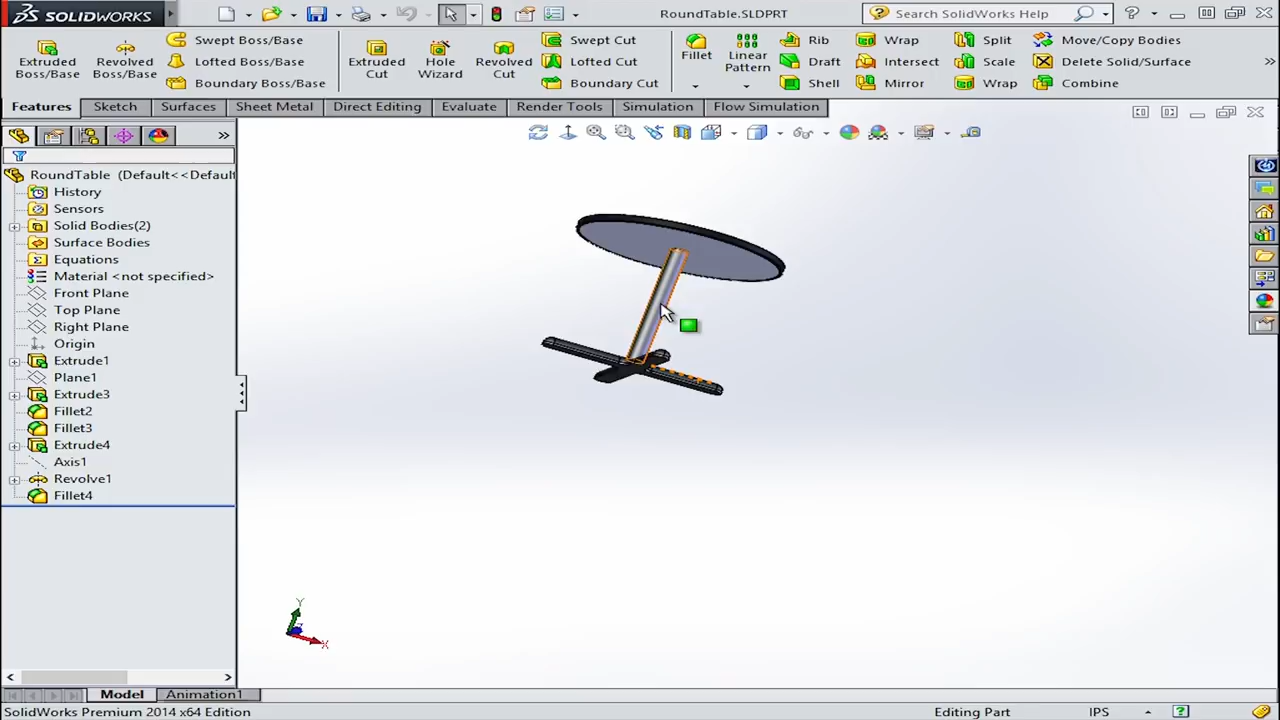 SOLIDWORKS
RoundTable.SLDPRT
Search SolidWorks Help
Extruded Boss/Base
Revolved Boss/Base
Swept Boss/Base
Lofted Boss/Base
Boundary Boss/Base
Extruded Cut
Hole Wizard
Revolved Cut
Swept Cut
Lofted Cut
Boundary Cut
Fillet
Linear Pattern
Rib
Draft
Shell
Wrap
Intersect
Mirror
Split
Scale
Wrap
Move/Copy Bodies
Delete Solid/Surface
Combine
Features
Sketch
Surfaces
Sheet Metal
Direct Editing
Evaluate
Render Tools
Simulation
Flow Simulation
RoundTable (Default<<Default
History
Sensors
Solid Bodies(2)
Surface Bodies
Equations
Material <not specified>
Front Plane
Top Plane
Right Plane
Origin
Extrude1
Plane1
Extrude3
Fillet2
Fillet3
Extrude4
Axis1
Revolve1
Fillet4
Y
X
Model
Animation1
SolidWorks Premium 2014 x64 Edition
Editing Part
IPS